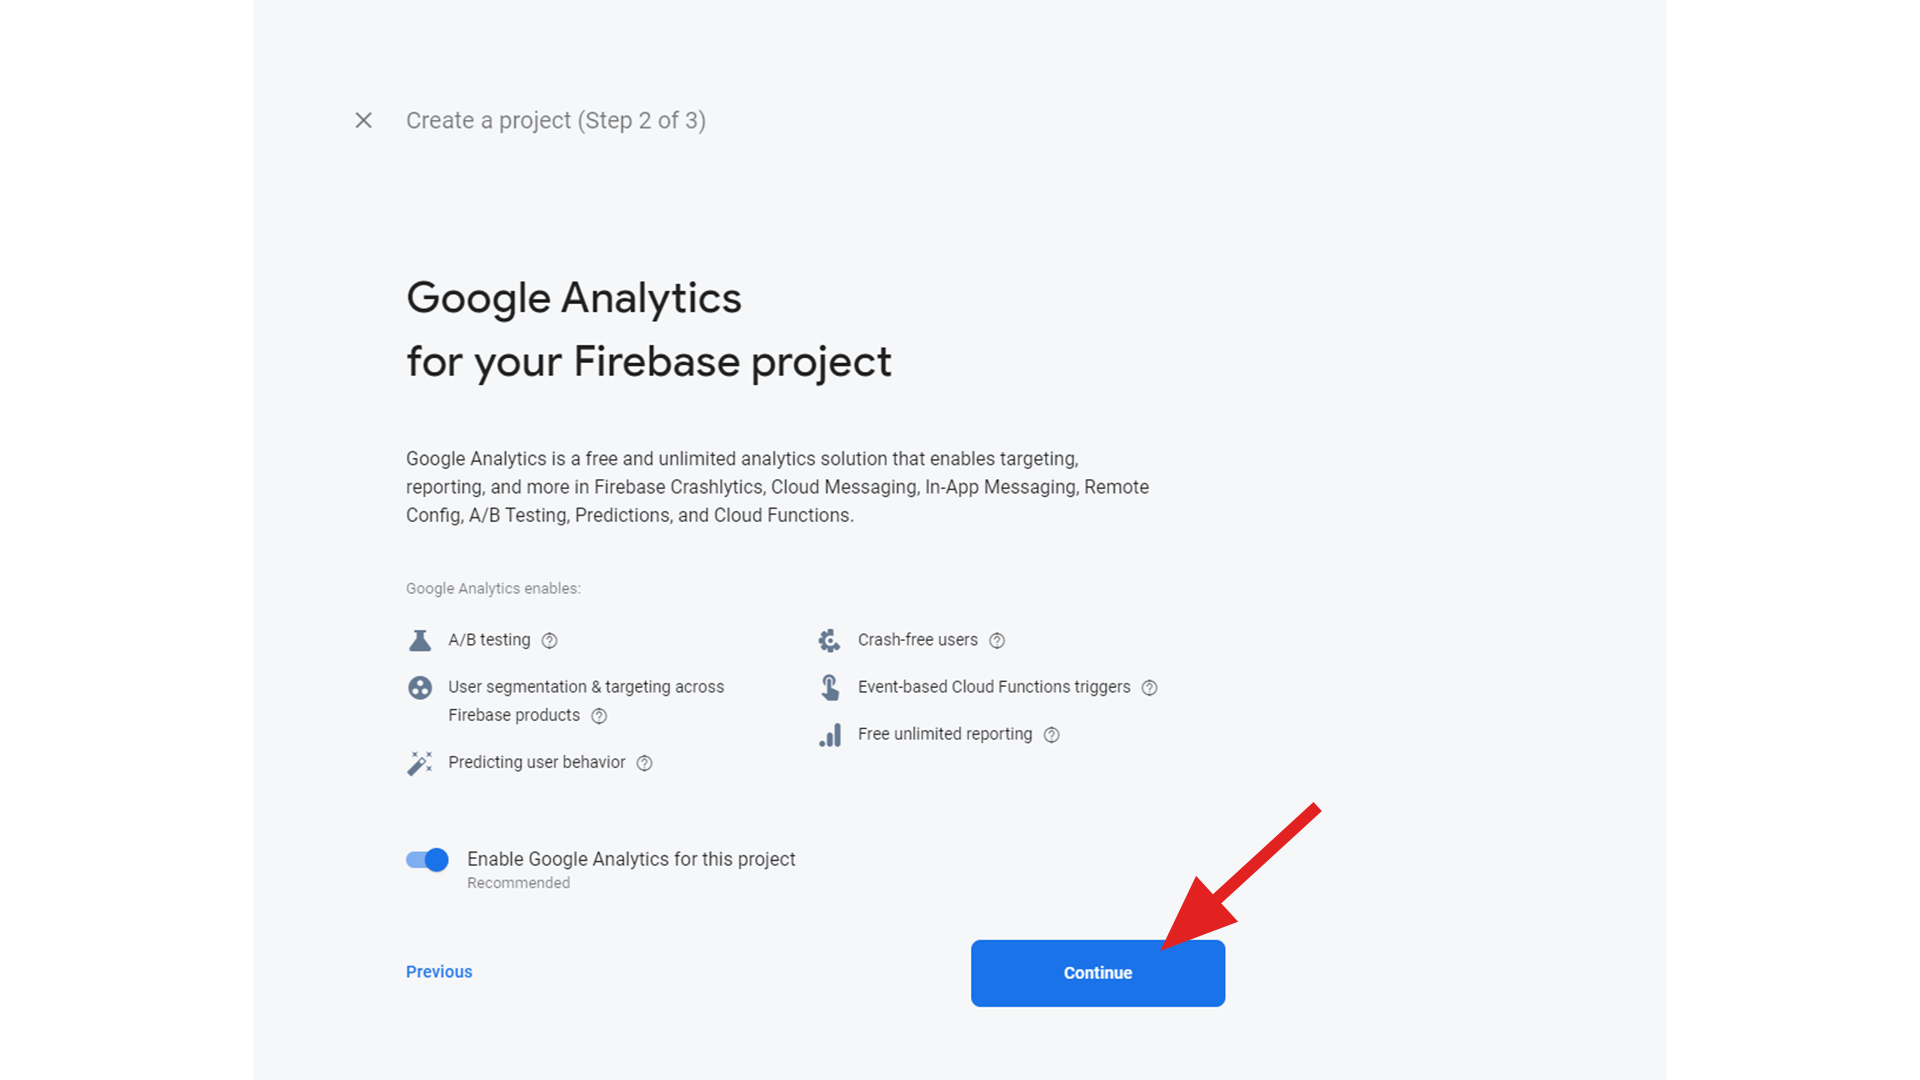 Create a project (Step 2 of 3)
Google Analytics
for your Firebase project
Google Analytics is a free and unlimited analytics solution that enables targeting,
reporting, and more in Firebase Crashlytics, Cloud Messaging, In-App Messaging, Remote
Config, A/B Testing, Predictions, and Cloud Functions.
Google Analytics enables:
A/B testing
User segmentation & targeting across
Firebase products
Predicting user behavior
Crash-free users
Event-based Cloud Functions triggers
Free unlimited reporting
Enable Google Analytics for this project
Recommended
Previous
Continue